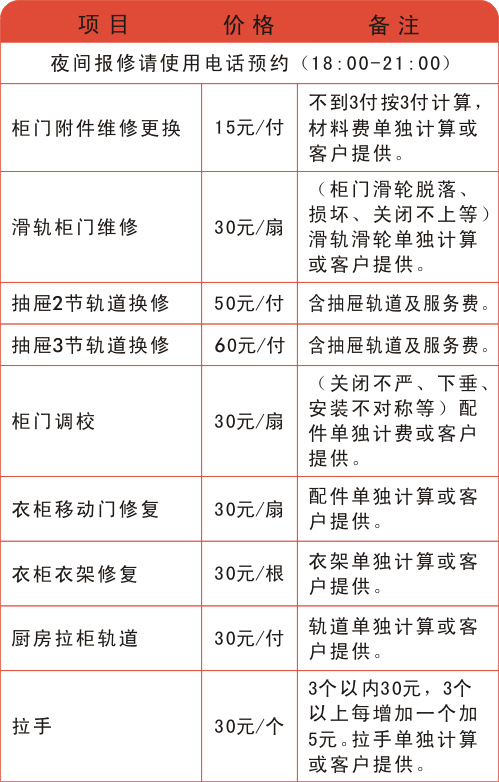 项目 价格 备注
夜间报修请使用电话预约（18:00-21:00）
柜门附件维修更换 15元/付 不到3付按3付计算，
材料费单独计算或
客户提供。
滑轨柜门维修 30元/扇 （柜门滑轮脱落、
损坏、关闭不上等）
滑轨滑轮单独计算
或客户提供。
抽屉2节轨道换修 50元/付 含抽屉轨道及服务费。
抽屉3节轨道换修 60元/付 含抽屉轨道及服务费。
柜门调校 30元/扇 （关闭不严、下垂、
安装不对称等）配
件单独计费或客户
提供。
衣柜移动门修复 30元/扇 配件单独计算或客
户提供。
衣柜衣架修复 30元/根 衣架单独计算或客
户提供。
厨房拉柜轨道 30元/付 轨道单独计算或客
户提供。
拉手 30元/个 3个以内30元，3个
以上每增加一个加
5元。拉手单独计算
或客户提供。